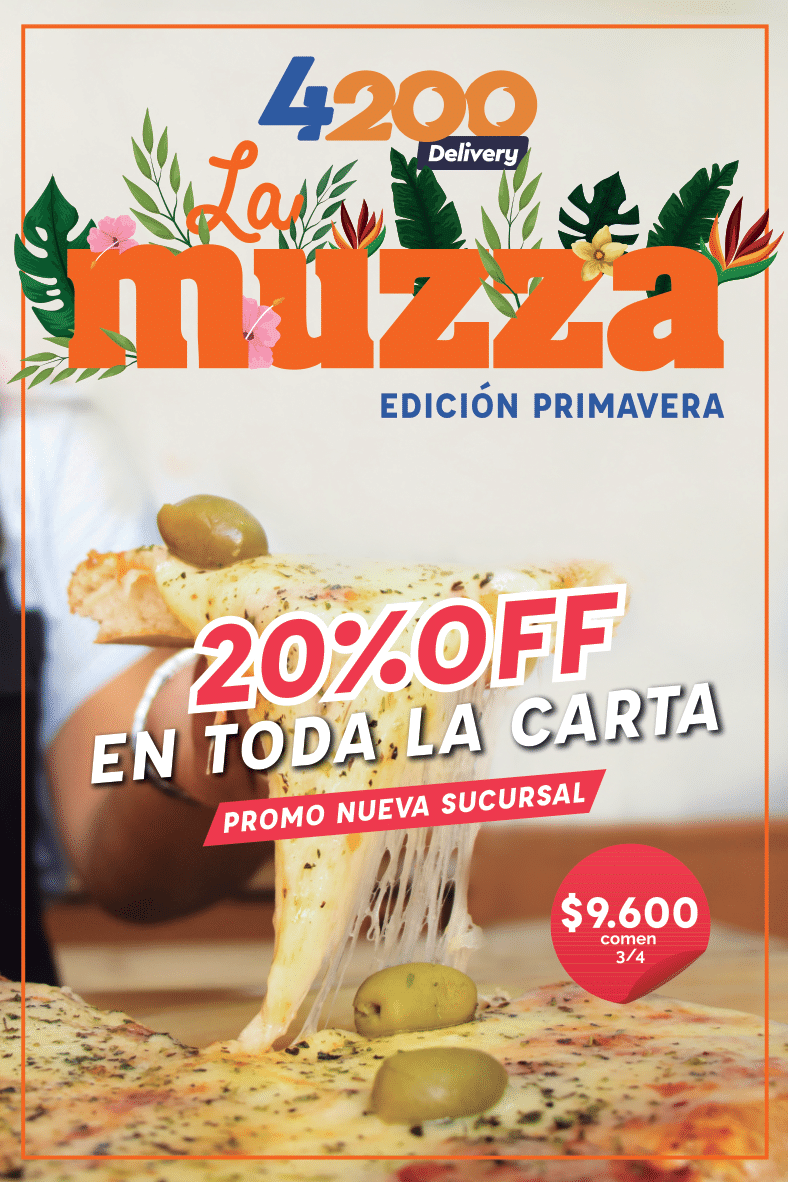 4200
Delivery
La
muzza
EDICIÓN PRIMAVERA
20%OFF
EN TODA LA CARTA
PROMO NUEVA SUCURSAL
$9.600
comen
3/4